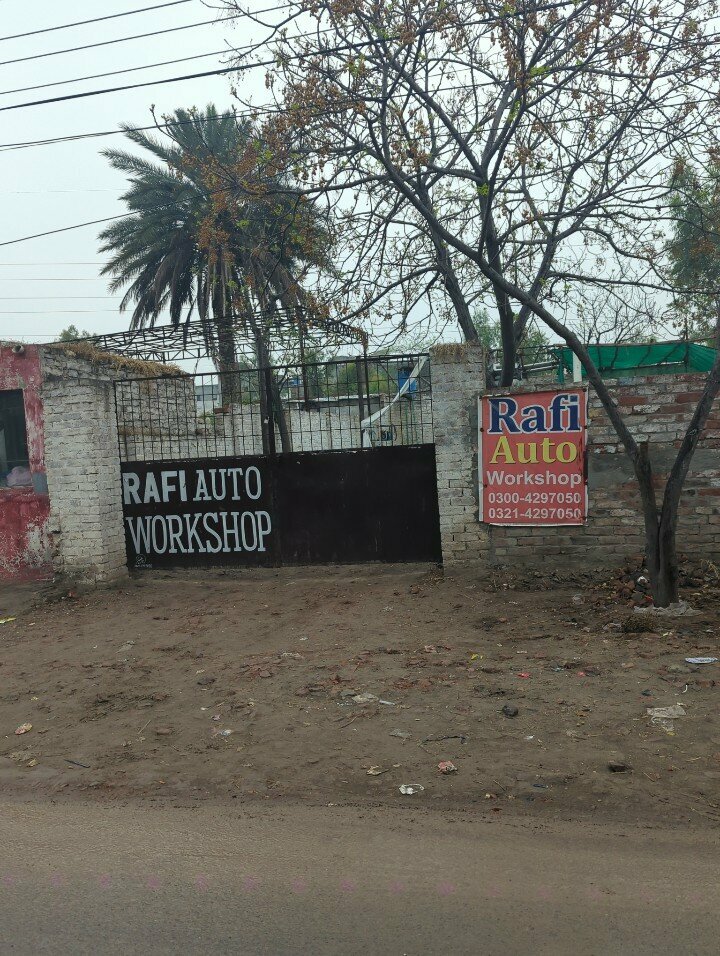 RAFI AUTO
WORKSHOP
Rafi
Auto
Workshop
0300-4297050
0321-4297050